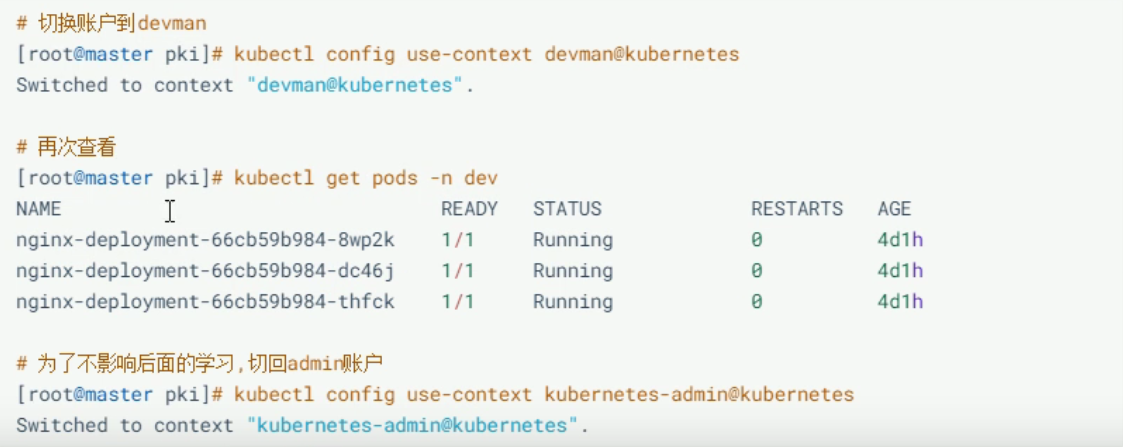 # 切换账户到devman
[root@master pki]# kubectl config use-context devman@kubernetes
Switched to context "devman@kubernetes".
# 再次查看
[root@master pki]# kubectl get pods -n dev
NAME READY STATUS RESTARTS AGE
nginx-deployment-66cb59b984-8wp2k 1/1 Running 0 4d1h
nginx-deployment-66cb59b984-dc46j 1/1 Running 0 4d1h
nginx-deployment-66cb59b984-thfck 1/1 Running 0 4d1h
# 为了不影响后面的学习,切回admin账户
[root@master pki]# kubectl config use-context kubernetes-admin@kubernetes
Switched to context "kubernetes-admin@kubernetes".